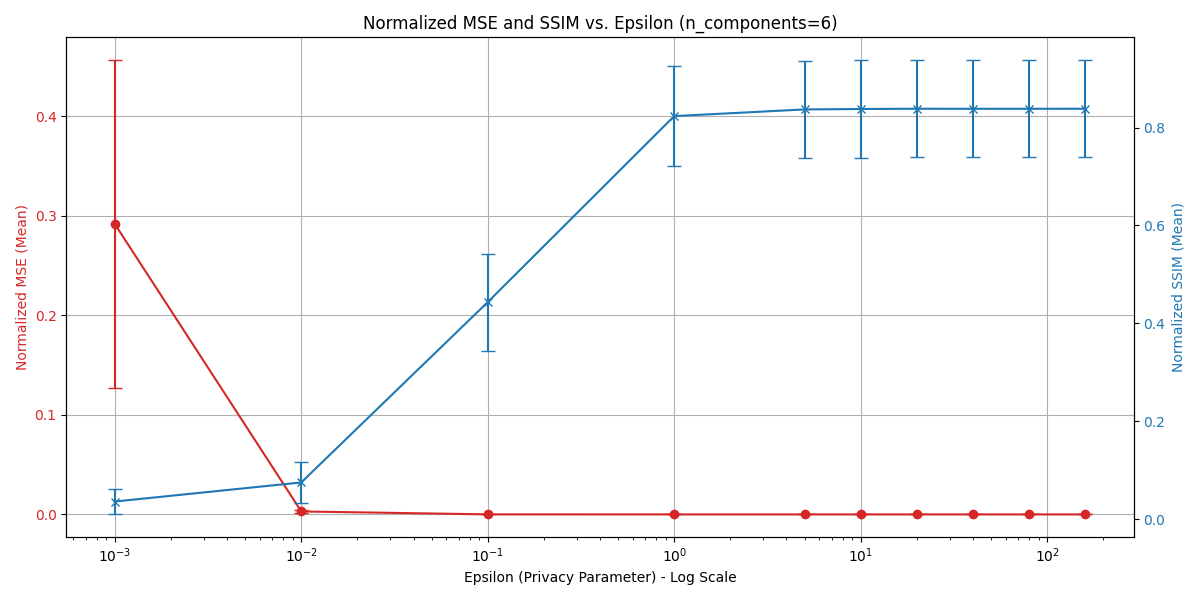 Normalized MSE and SSIM vs. Epsilon (n_components=6)
Normalized MSE (Mean)
0.4
0.3
0.2
0.1
0.0
0.8
0.6
0.4
0.2
0.0
Normalized SSIM (Mean)
10⁻³ 10⁻² 10⁻¹ 10⁰ 10¹ 10²
Epsilon (Privacy Parameter) - Log Scale